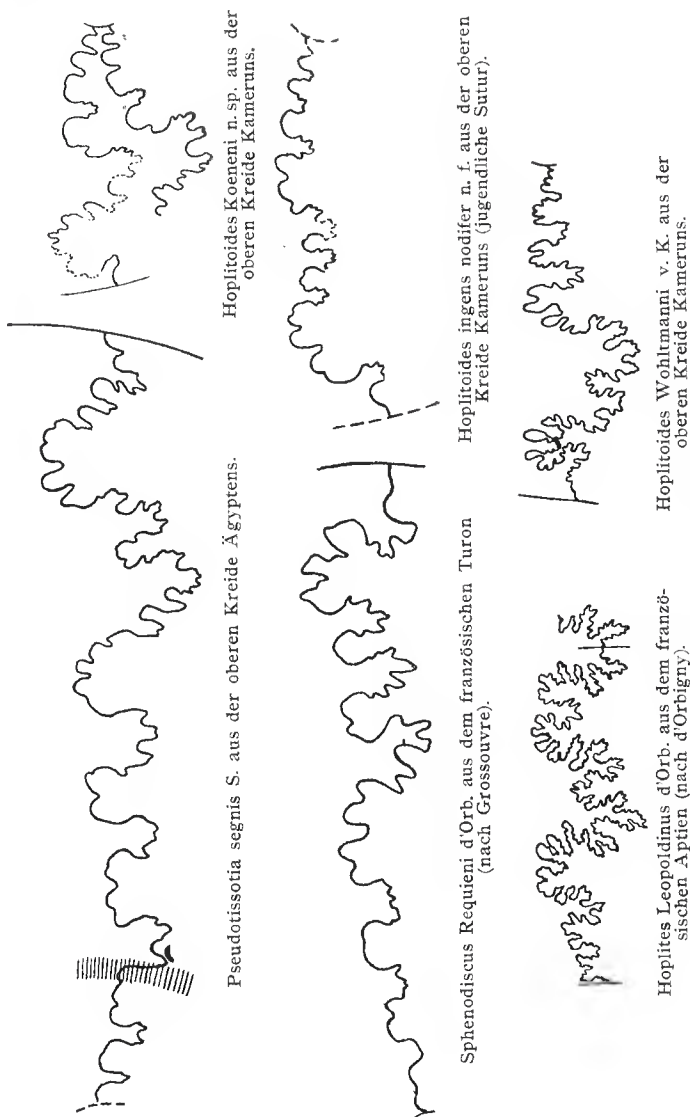 Pseudotissotia segnis S. aus der oberen Kreide Ägyptens.
Hoplitoides Koeneni n. sp. aus der
oberen Kreide Kameruns.
Sphenodiscus Requieni d'Orb. aus dem französischen Turon
(nach Grossouvre).
Hoplitoides ingens nodifer n. f. aus der oberen
Kreide Kameruns (jugendliche Sutur).
Hoplites Leopoldinus d'Orb. aus dem franzö-
sischen Aptien (nach d'Orbigny).
Hoplitoides Wohltmanni v. K. aus der
oberen Kreide Kameruns.